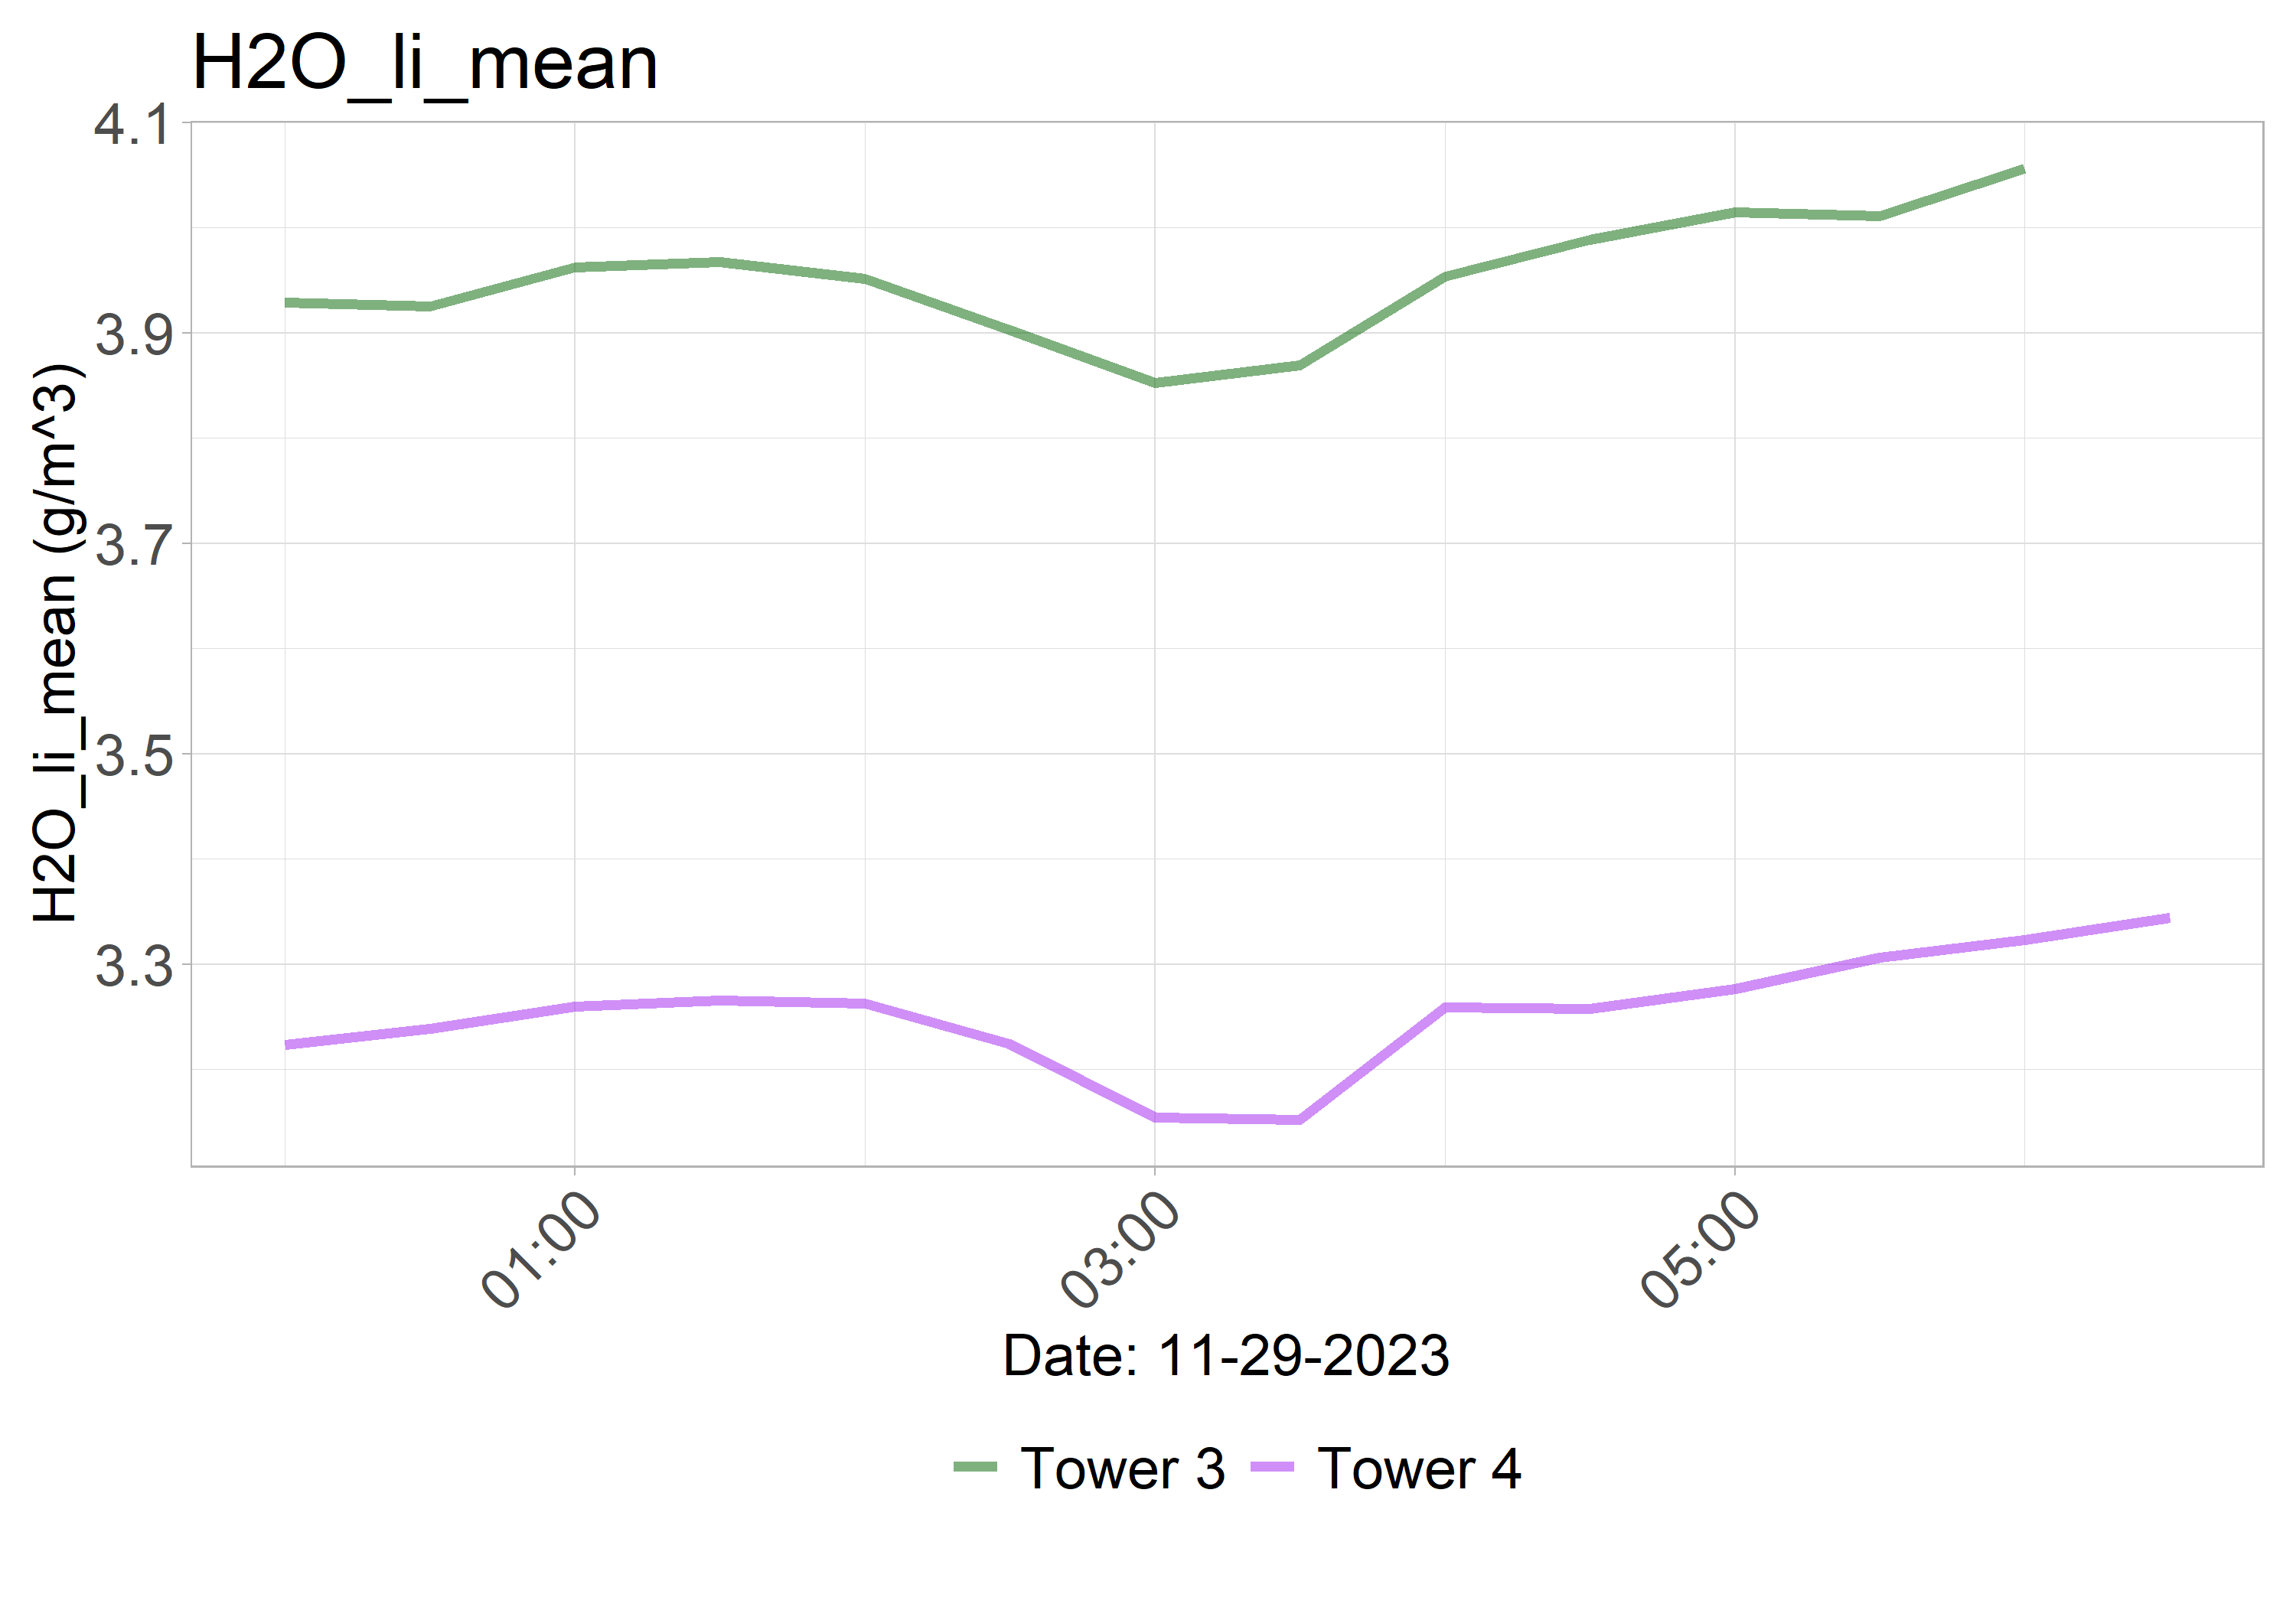 H2O_li_mean
H2O_li_mean (g/m^3)
4.1
3.9
3.7
3.5
3.3
01:00
03:00
05:00
Date: 11-29-2023
Tower 3
Tower 4